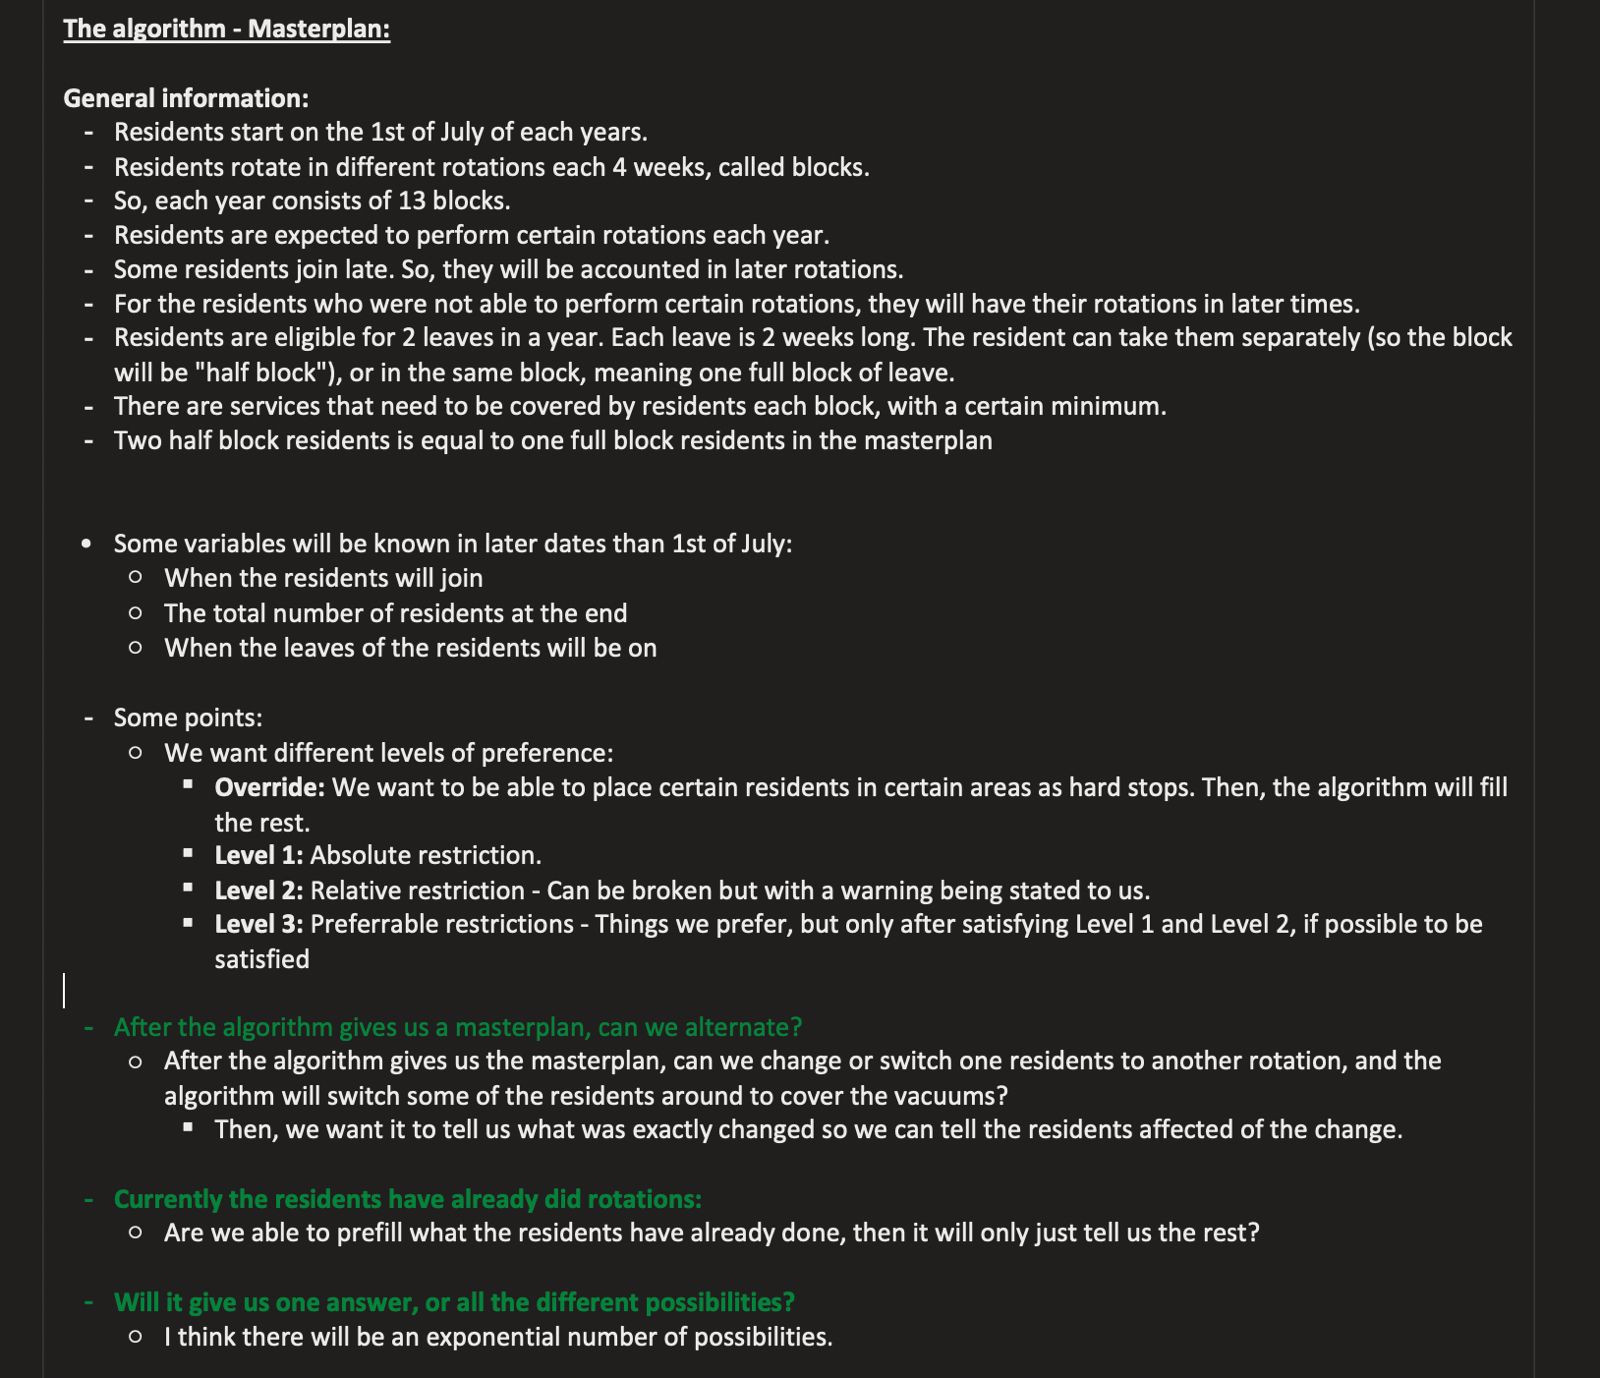 The algorithm - Masterplan:
General information:
- Residents start on the 1st of July of each years.
- Residents rotate in different rotations each 4 weeks, called blocks.
- So, each year consists of 13 blocks.
- Residents are expected to perform certain rotations each year.
- Some residents join late. So, they will be accounted in later rotations.
- For the residents who were not able to perform certain rotations, they will have their rotations in later times.
- Residents are eligible for 2 leaves in a year. Each leave is 2 weeks long. The resident can take them separately (so the block
will be "half block"), or in the same block, meaning one full block of leave.
- There are services that need to be covered by residents each block, with a certain minimum.
- Two half block residents is equal to one full block residents in the masterplan
• Some variables will be known in later dates than 1st of July:
○ When the residents will join
○ The total number of residents at the end
○ When the leaves of the residents will be on
- Some points:
○ We want different levels of preference:
▪ Override: We want to be able to place certain residents in certain areas as hard stops. Then, the algorithm will fill
the rest.
▪ Level 1: Absolute restriction.
▪ Level 2: Relative restriction - Can be broken but with a warning being stated to us.
▪ Level 3: Preferrable restrictions - Things we prefer, but only after satisfying Level 1 and Level 2, if possible to be
satisfied
- After the algorithm gives us a masterplan, can we alternate?
○ After the algorithm gives us the masterplan, can we change or switch one residents to another rotation, and the
algorithm will switch some of the residents around to cover the vacuums?
▪ Then, we want it to tell us what was exactly changed so we can tell the residents affected of the change.
- Currently the residents have already did rotations:
○ Are we able to prefill what the residents have already done, then it will only just tell us the rest?
- Will it give us one answer, or all the different possibilities?
○ I think there will be an exponential number of possibilities.